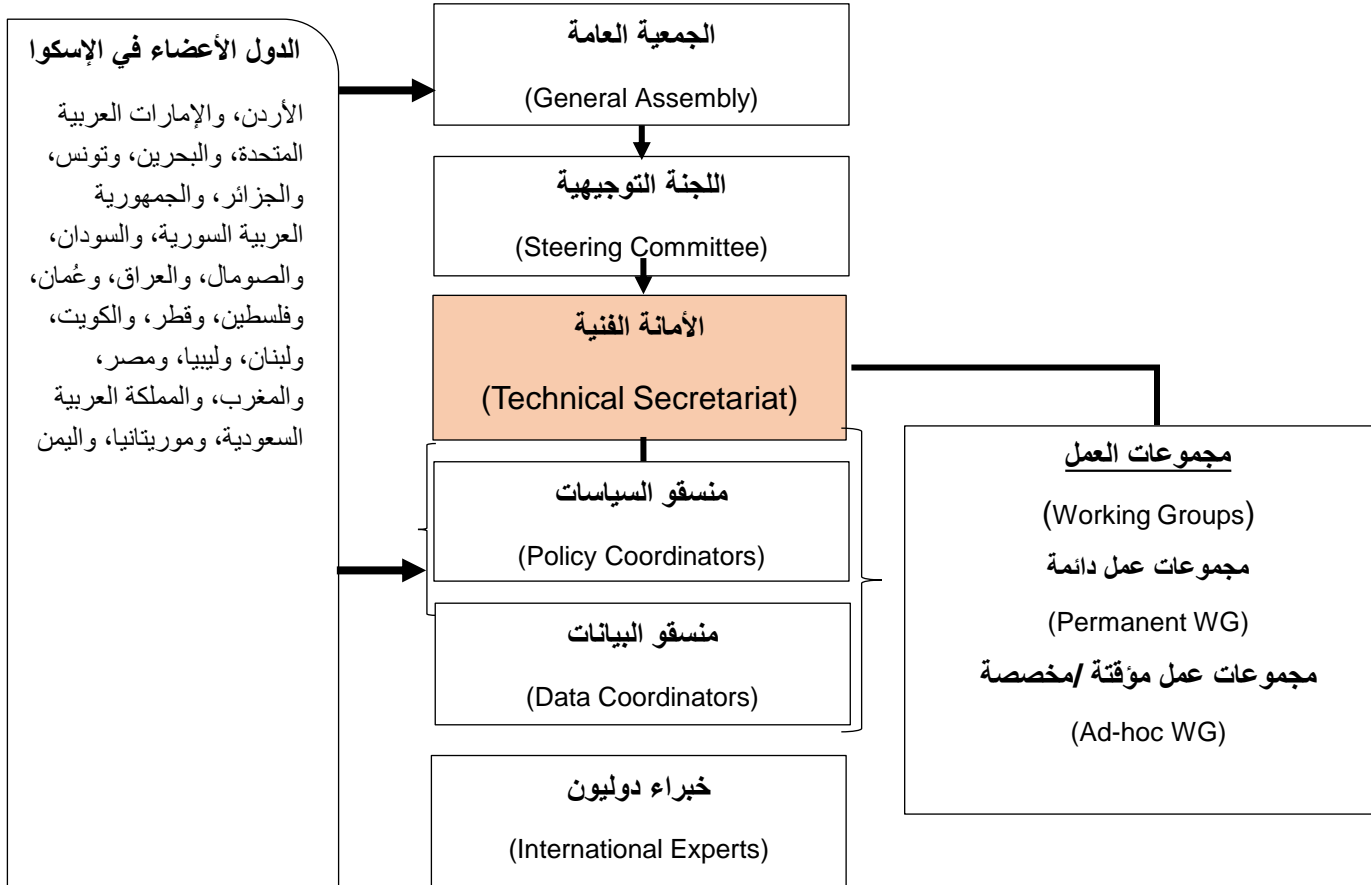 الدول الأعضاء في الإسكوا
الأردن، والإمارات العربية
المتحدة، والبحرين، وتونس،
والجزائر، والجمهورية
العربية السورية، والسودان،
والصومال، والعراق، وعُمان،
وفلسطين، وقطر، والكويت،
ولبنان، وليبيا، ومصر،
والمغرب، والمملكة العربية
السعودية، وموريتانيا، واليمن
الجمعية العامة
(General Assembly)
اللجنة التوجيهية
(Steering Committee)
الأمانة الفنية
(Technical Secretariat)
منسقو السياسات
(Policy Coordinators)
منسقو البيانات
(Data Coordinators)
خبراء دوليون
(International Experts)
مجموعات العمل
(Working Groups)
مجموعات عمل دائمة
(Permanent WG)
مجموعات عمل مؤقتة /مخصصة
(Ad-hoc WG)